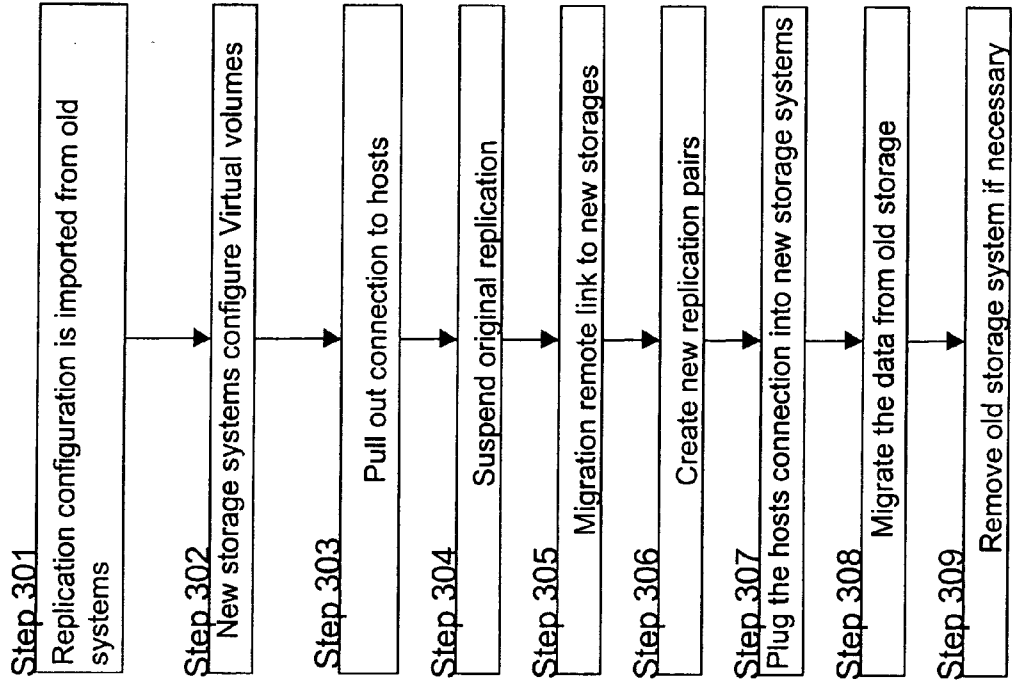 Step 301
Replication configuration is imported from old
systems
Step 302
New storage systems configure Virtual volumes
Step 303
Pull out connection to hosts
Step 304
Suspend original replication
Step 305
Migration remote link to new storages
Step 306
Create new replication pairs
Step 307
Plug the hosts connection into new storage systems
Step 308
Migrate the data from old storage
Step 309
Remove old storage system if necessary